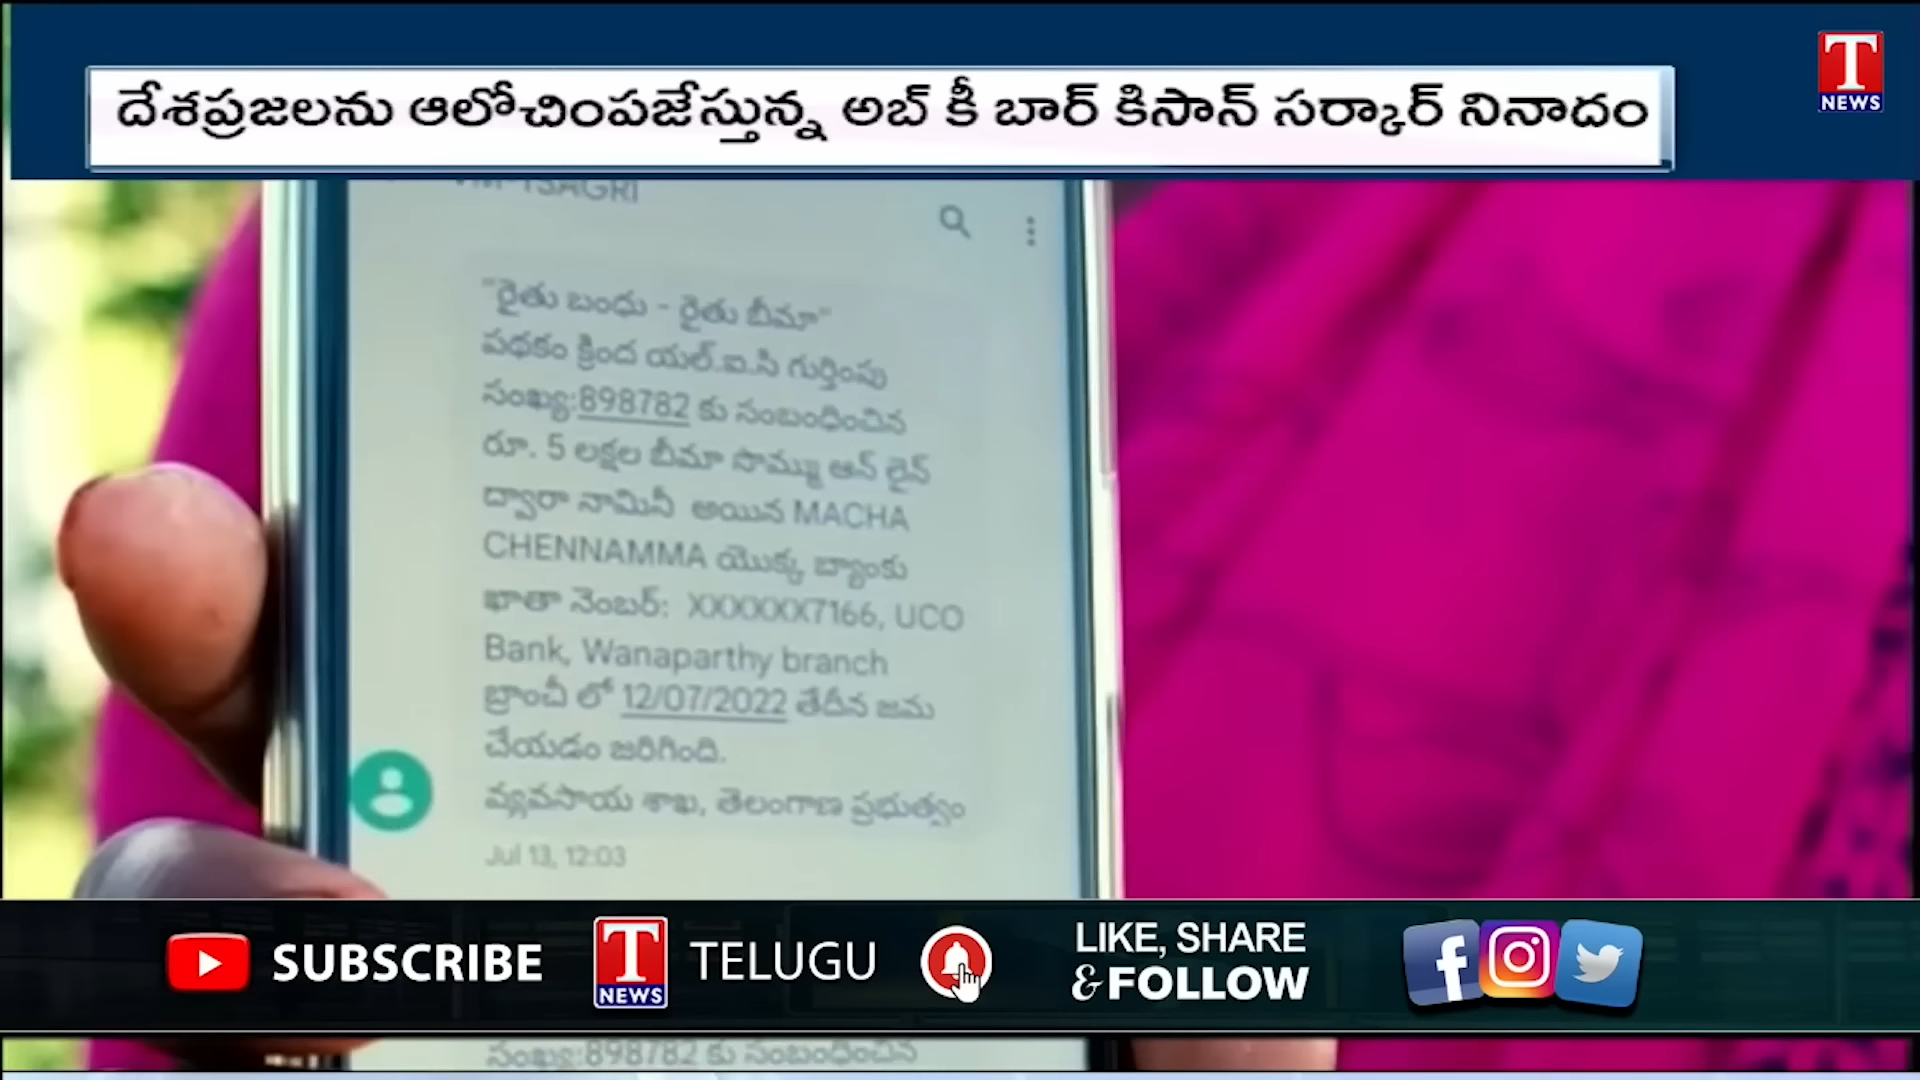 దేశప్రజలను ఆలోచింపజేస్తున్న అబ్ కీ బార్ కిసాన్ సర్కార్ నినాదం
T
NEWS
"రైతు బంధు - రైతు బీమా"
పథకం క్రింద యల్.ఐ.సి గుర్తింపు
సంఖ్య:898782 కు సంబంధించిన
రూ. 5 లక్షల బీమా సొమ్ము ఆన్ లైన్
ద్వారా నామినీ అయిన MACHA
CHENNAMMA యొక్క బ్యాంకు
ఖాతా నెంబర్: XXXXXXX7166, UCO
Bank, Wanaparthy branch
బ్రాంచీ లో 12/07/2022 తేదీన జమ
చేయడం జరిగింది.
వ్యవసాయ శాఖ, తెలంగాణ ప్రభుత్వం
Jul 13, 12:03
SUBSCRIBE
T
NEWS
TELUGU
LIKE, SHARE
& FOLLOW
సంఖ్య:898782 కు సంబంధించిన